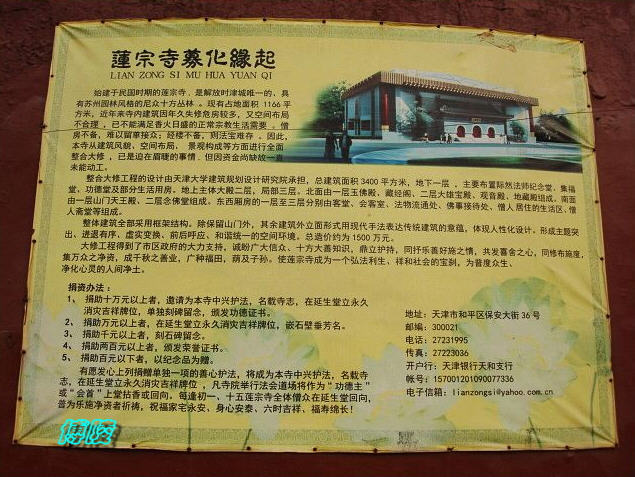 蓮宗寺募化緣起
LIAN ZONG SI MU HUA YUAN QI
始建于民国时期的莲宗寺，是解放时津城唯一的、具
有苏州园林风格的尼众十方丛林。现有占地面积 1166 平
方米，近年来寺内建筑因年久失修危房较多，又空间布局
不合理，已不能满足香火日盛的正常宗教生活需要。僧
房不备，难以留单接众；经楼不备，则法宝难存。因此，
本寺从建筑风貌、空间布局、景观构成等方面进行全面
整合大修，已是迫在眉睫的事情，但因资金尚缺故一直
未能动工。
整合大修工程的设计由天津大学建筑规划设计研究院承担，总建筑面积 3400 平方米，地下一层，主要布置际然法师纪念堂、集福
堂、功德堂及部分生活用房。地上主体大殿二层，局部三层。北面由一层玉佛殿、藏经阁、二层大雄宝殿、观音殿、地藏殿组成。南面
由一层山门天王殿、二层念佛堂组成。东西厢房的一层至三层分别由客堂、会客室、法物流通处、佛事接待处、僧人居住的生活区、僧
人斋堂等组成。
整体建筑全部采用框架结构。除保留山门外，其余建筑外立面形式用现代手法表达传统建筑的意蕴，体现人性化设计。形成主题突
出、进退有序、虚实变换、前后呼应、和谐统一的空间环境。总造价约为 1500 万元。
大修工程得到了市区政府的大力支持，诚盼广大信众、十方大善知识，鼎立护持，同扦乐善好施之情，共发喜舍之心，同修布施度，
集万众之净资，成千秋之善业，广种福田，荫及子孙。使莲宗寺成为一个弘法利生、祥和社会的宝刹，为普度众生、
净化心灵的人间净土。
捐资办法：
1、 捐助十万元以上者，邀请为本寺中兴护法，名载寺志，在延生堂立永久
消灾吉祥牌位，单独刻碑留念，颁发功德证书。
2、 捐助万元以上者，在延生堂立永久消灾吉祥牌位，嵌石壁垂芳名。
3、 捐助千元以上者，刻石碑留念。
4、 捐助两百元以上者，颁发荣誉证书。
5、 捐助两百元以下者，以纪念品为赠。
有愿发心上列捐赠单独一项的善心护法，将成为本寺中兴护法，名载寺
志，在延生堂立永久消灾吉祥牌位，凡寺院举行法会道场将作为“功德主”
或“会首”上堂拈香或回向，每逢初一、十五莲宗寺全体僧众在延生堂回向，
普为乐施净资者祈祷，祝福家宅永安、身心安泰、六时吉祥、福寿绵长！
地址：天津市和平区保安大街 36 号
邮编：300021
电话：27231995
传真：27223036
开户行：天津银行天和支行
帐号：157001201090077336
电子信箱：lianzongsi@yahoo.com.cn